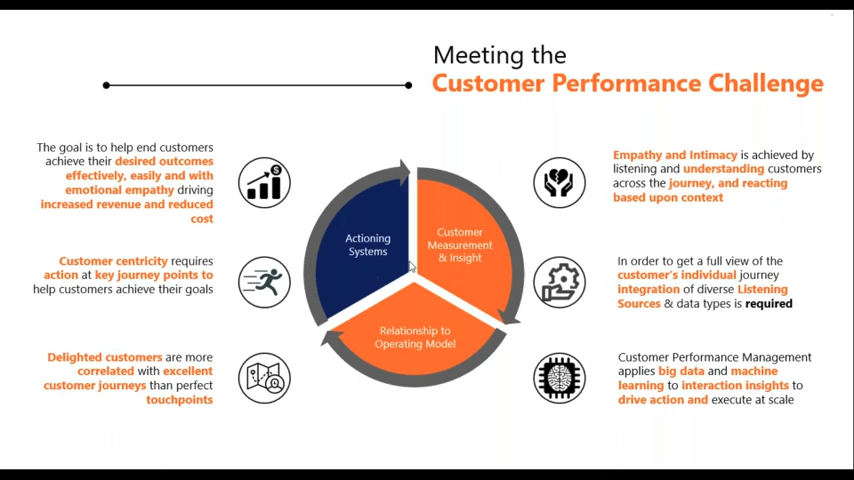 Meeting the
Customer Performance Challenge
The goal is to help end customers
achieve their desired outcomes
effectively, easily and with
emotional empathy driving
increased revenue and reduced
cost
Customer centricity requires
action at key journey points to
help customers achieve their goals
Delighted customers are more
correlated with excellent
customer journeys than perfect
touchpoints
$
Actioning
Systems
Customer
Measurement
& Insight
Relationship to
Operating Model
Empathy and Intimacy is achieved by
listening and understanding customers
across the journey, and reacting
based upon context
In order to get a full view of the
customer's individual journey
integration of diverse Listening
Sources & data types is required
Customer Performance Management
applies big data and machine
learning to interaction insights to
drive action and execute at scale